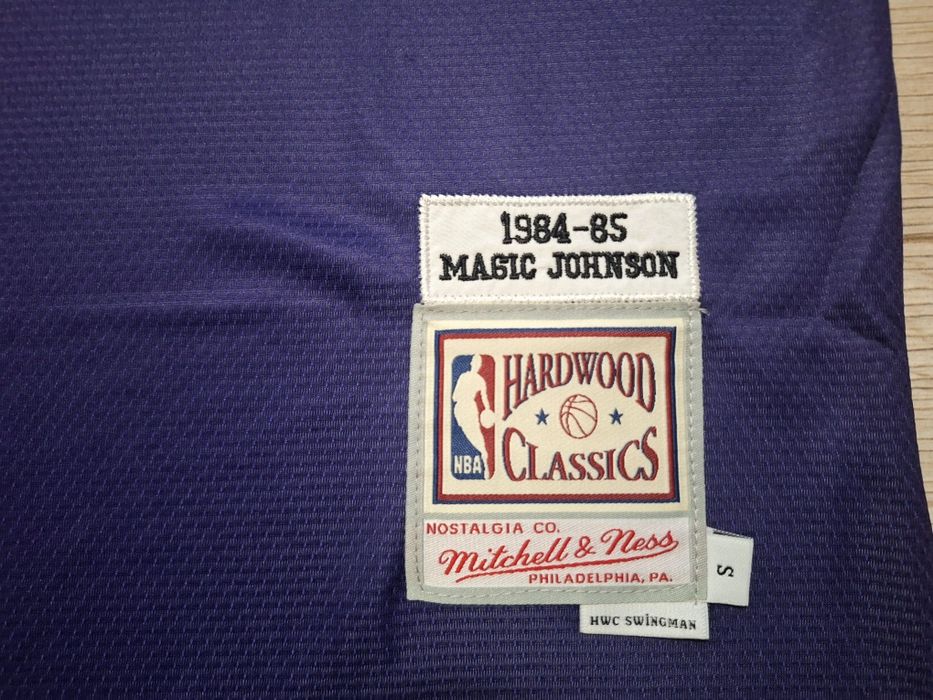 1984-85
MAGIC JOHNSON
HARDWOOD
CLASSICS
NBA
NOSTALGIA CO.
Mitchell & Ness
PHILADELPHIA, PA.
S
HWC SWINGMAN